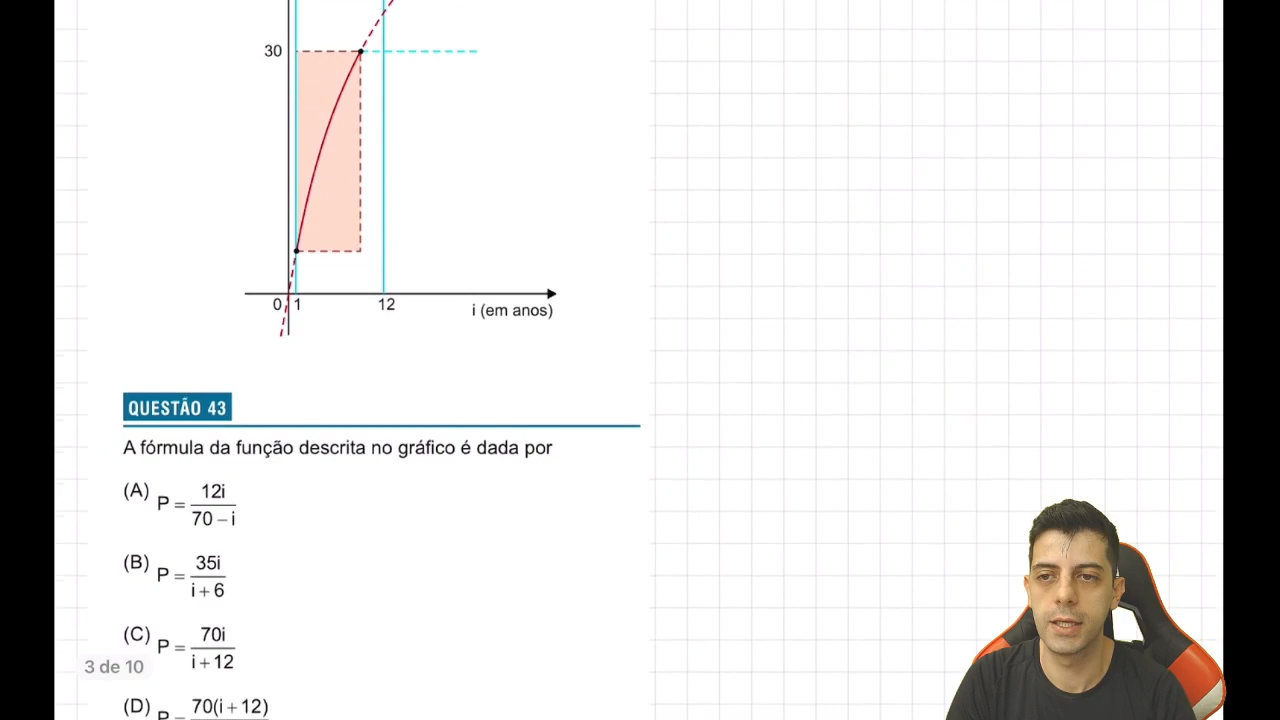 30
0 1 12
i (em anos)
QUESTÃO 43
A fórmula da função descrita no gráfico é dada por
(A) P = 12i / 70 – i
(B) P = 35i / i + 6
(C) P = 70i / i + 12
3 de 10
(D) P = 70(i + 12)